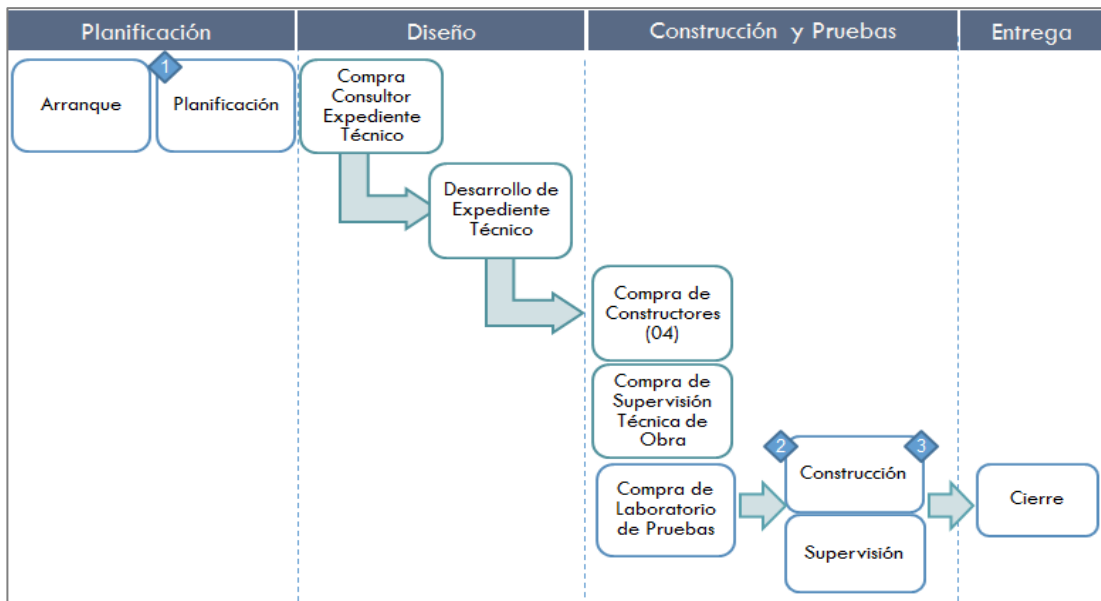 Planificación
Diseño
Construcción y Pruebas
Entrega
1
Arranque
Planificación
Compra
Consultor
Expediente
Técnico
Desarrollo de
Expediente
Técnico
Compra de
Constructores
(04)
Compra de
Supervisión
Técnica de
Obra
Compra de
Laboratorio
de Pruebas
2
3
Construcción
Supervisión
Cierre